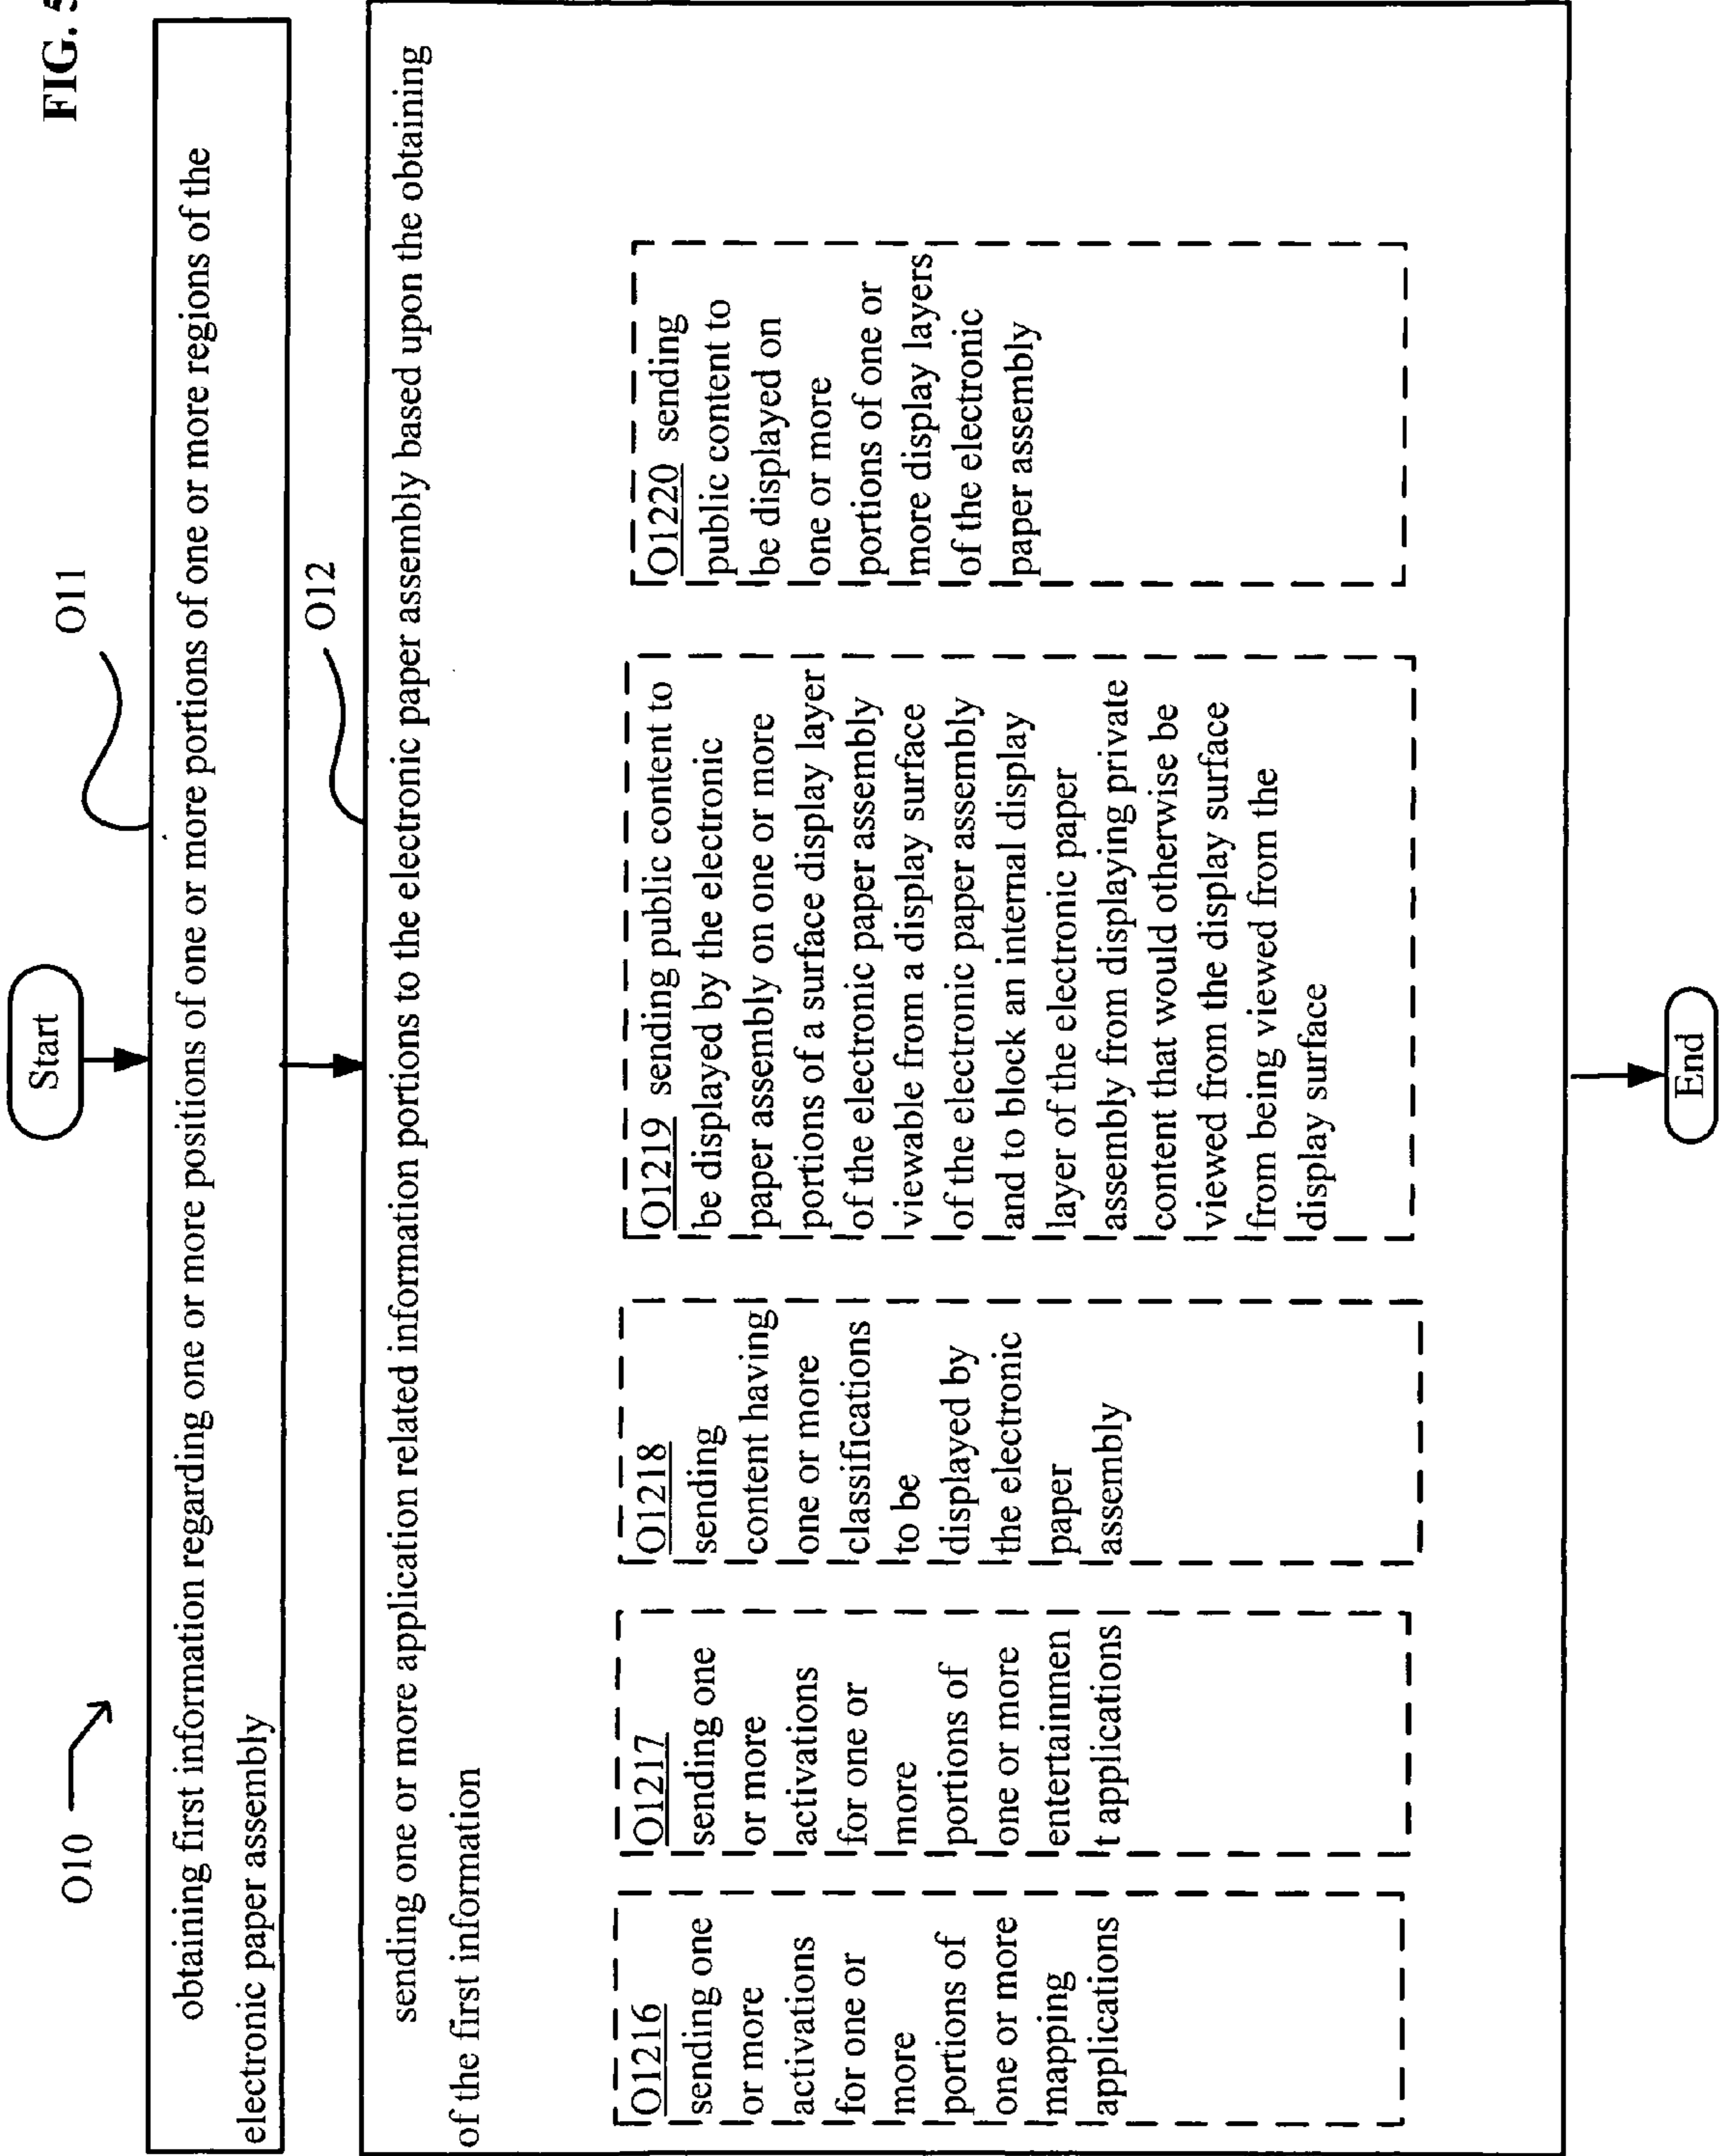 FIG. 5
O10
Start
O11
obtaining first information regarding one or more positions of one or more portions of one or more regions of the
electronic paper assembly
O12
sending one or more application related information portions to the electronic paper assembly based upon the obtaining
of the first information
O1216
sending one
or more
activations
for one or
more
portions of
one or more
mapping
applications
O1217
sending one
or more
activations
for one or
more
portions of
one or more
entertainmen
t applications
O1218
sending
content having
one or more
classifications
to be
displayed by
the electronic
paper
assembly
O1219 sending public content to
be displayed by the electronic
paper assembly on one or more
portions of a surface display layer
of the electronic paper assembly
viewable from a display surface
of the electronic paper assembly
and to block an internal display
layer of the electronic paper
assembly from displaying private
content that would otherwise be
viewed from the display surface
from being viewed from the
display surface
O1220 sending
public content to
be displayed on
one or more
portions of one or
more display layers
of the electronic
paper assembly
End